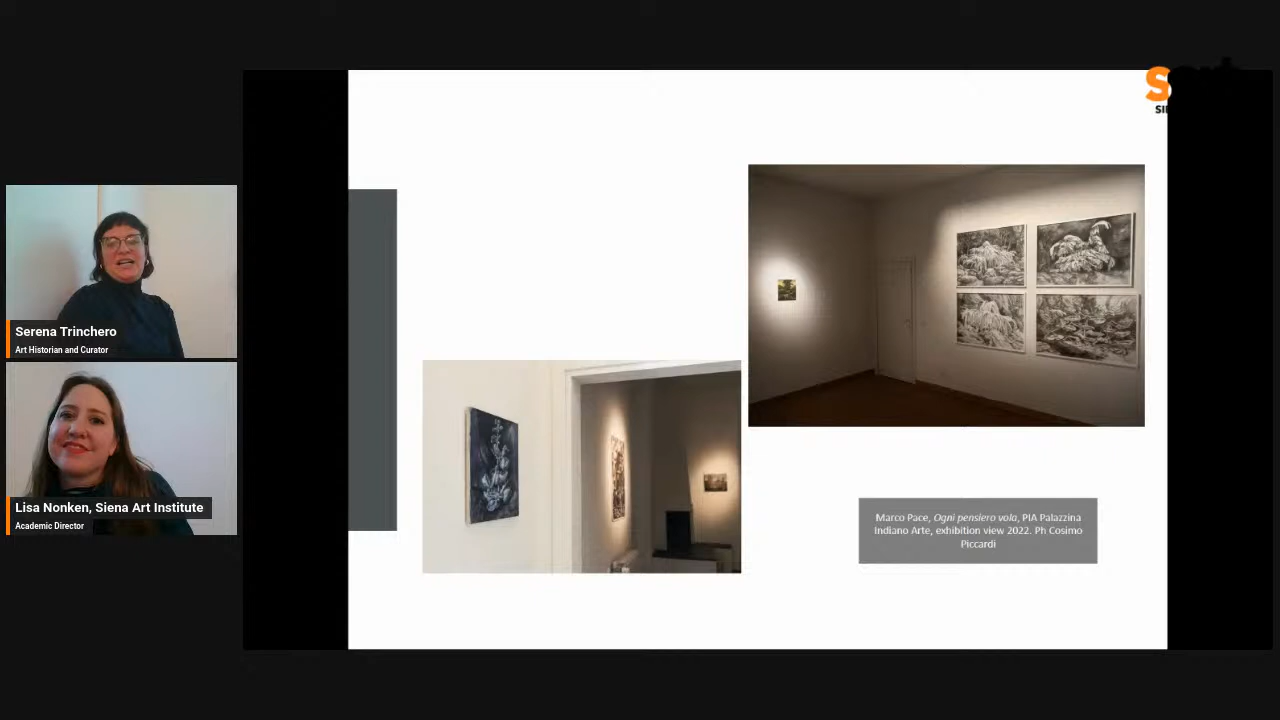 Serena Trinchero
Art Historian and Curator
Lisa Nonken, Siena Art Institute
Academic Director
S
SI
Marco Pace, Ogni pensiero vola, PIA Palazzina
Indiano Arte, exhibition view 2022. Ph Cosimo
Piccardi